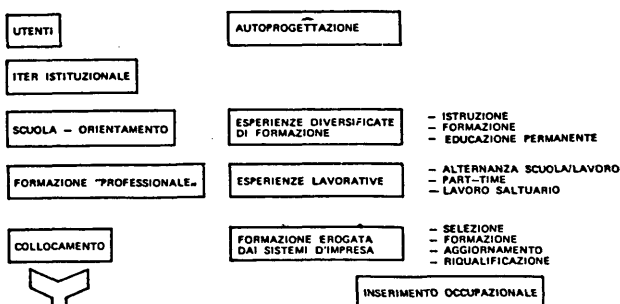 UTENTI
AUTOPROGETTAZIONE
ITER ISTITUZIONALE
SCUOLA – ORIENTAMENTO
ESPERIENZE DIVERSIFICATE
DI FORMAZIONE
– ISTRUZIONE
– FORMAZIONE
– EDUCAZIONE PERMANENTE
FORMAZIONE "PROFESSIONALE"
ESPERIENZE LAVORATIVE
– ALTERNANZA SCUOLA/LAVORO
– PART-TIME
– LAVORO SALTUARIO
COLLOCAMENTO
FORMAZIONE EROGATA
DAI SISTEMI D'IMPRESA
– SELEZIONE
– FORMAZIONE
– AGGIORNAMENTO
– RIQUALIFICAZIONE
INSERIMENTO OCCUPAZIONALE